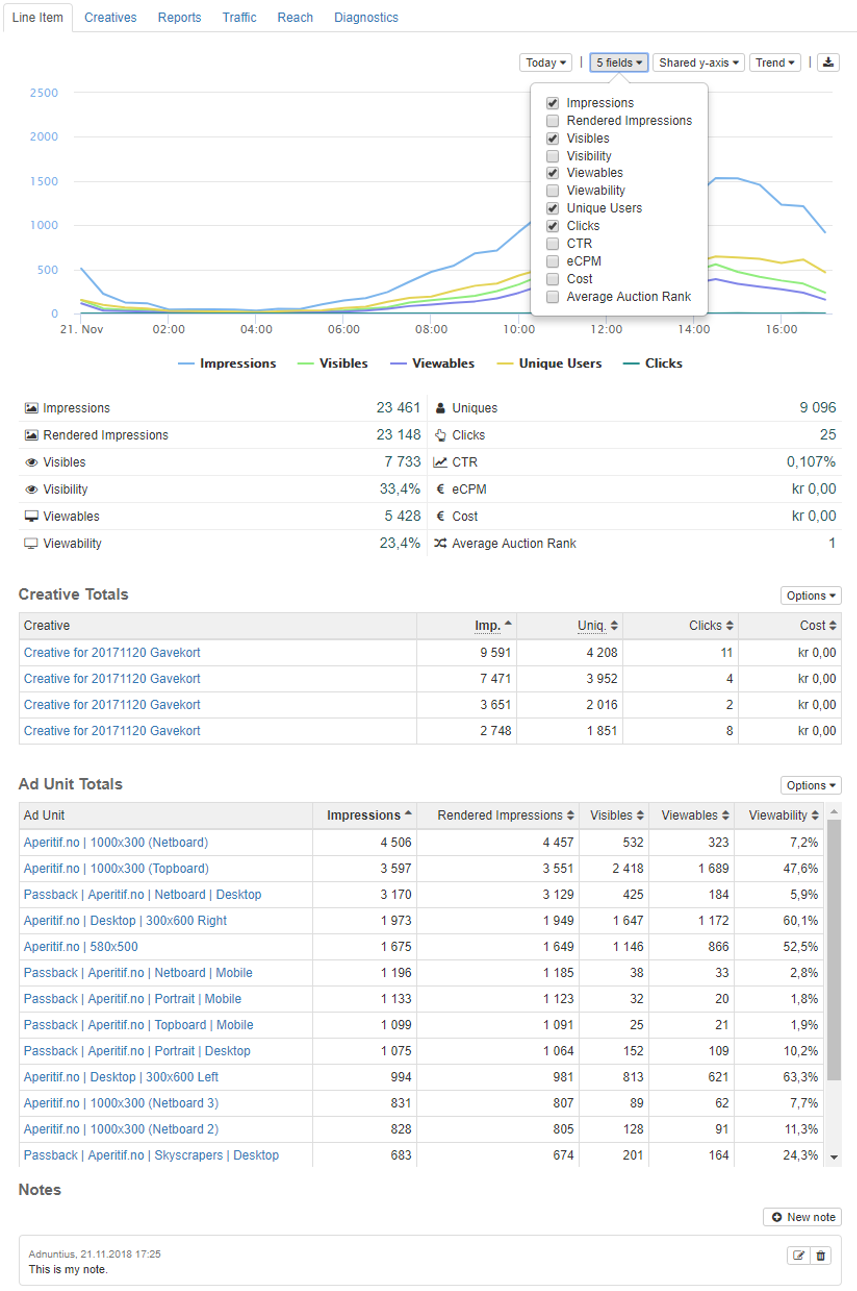 Line Item Creatives Reports Traffic Reach Diagnostics
Today | 5 fields Shared y-axis Trend |
Impressions
Rendered Impressions
Visibles
Visibility
Viewables
Viewability
Unique Users
Clicks
CTR
eCPM
Cost
Average Auction Rank
2500
2000
1500
1000
500
0
21. Nov 02:00 04:00 06:00 08:00 10:00 12:00 14:00 16:00
Impressions Visibles Viewables Unique Users Clicks
Impressions 23 461 Uniques 9 096
Rendered Impressions 23 148 Clicks 25
Visibles 7 733 CTR 0,107%
Visibility 33,4% € eCPM kr 0,00
Viewables 5 428 € Cost kr 0,00
Viewability 23,4% Average Auction Rank 1
Creative Totals Options
Creative Imp. Uniq. Clicks Cost
Creative for 20171120 Gavekort 9 591 4 208 11 kr 0,00
Creative for 20171120 Gavekort 7 471 3 952 4 kr 0,00
Creative for 20171120 Gavekort 3 651 2 016 2 kr 0,00
Creative for 20171120 Gavekort 2 748 1 851 8 kr 0,00
Ad Unit Totals Options
Ad Unit Impressions Rendered Impressions Visibles Viewables Viewability
Aperitif.no | 1000x300 (Netboard) 4 506 4 457 532 323 7,2%
Aperitif.no | 1000x300 (Topboard) 3 597 3 551 2 418 1 689 47,6%
Passback | Aperitif.no | Netboard | Desktop 3 170 3 129 425 184 5,9%
Aperitif.no | Desktop | 300x600 Right 1 973 1 949 1 647 1 172 60,1%
Aperitif.no | 580x500 1 675 1 649 1 146 866 52,5%
Passback | Aperitif.no | Netboard | Mobile 1 196 1 185 38 33 2,8%
Passback | Aperitif.no | Portrait | Mobile 1 133 1 123 32 20 1,8%
Passback | Aperitif.no | Topboard | Mobile 1 099 1 091 25 21 1,9%
Passback | Aperitif.no | Portrait | Desktop 1 075 1 064 152 109 10,2%
Aperitif.no | Desktop | 300x600 Left 994 981 813 621 63,3%
Aperitif.no | 1000x300 (Netboard 3) 831 807 89 62 7,7%
Aperitif.no | 1000x300 (Netboard 2) 828 805 128 91 11,3%
Passback | Aperitif.no | Skyscrapers | Desktop 683 674 201 164 24,3%
Notes
New note
Adnuntius, 21.11.2018 17:25
This is my note.